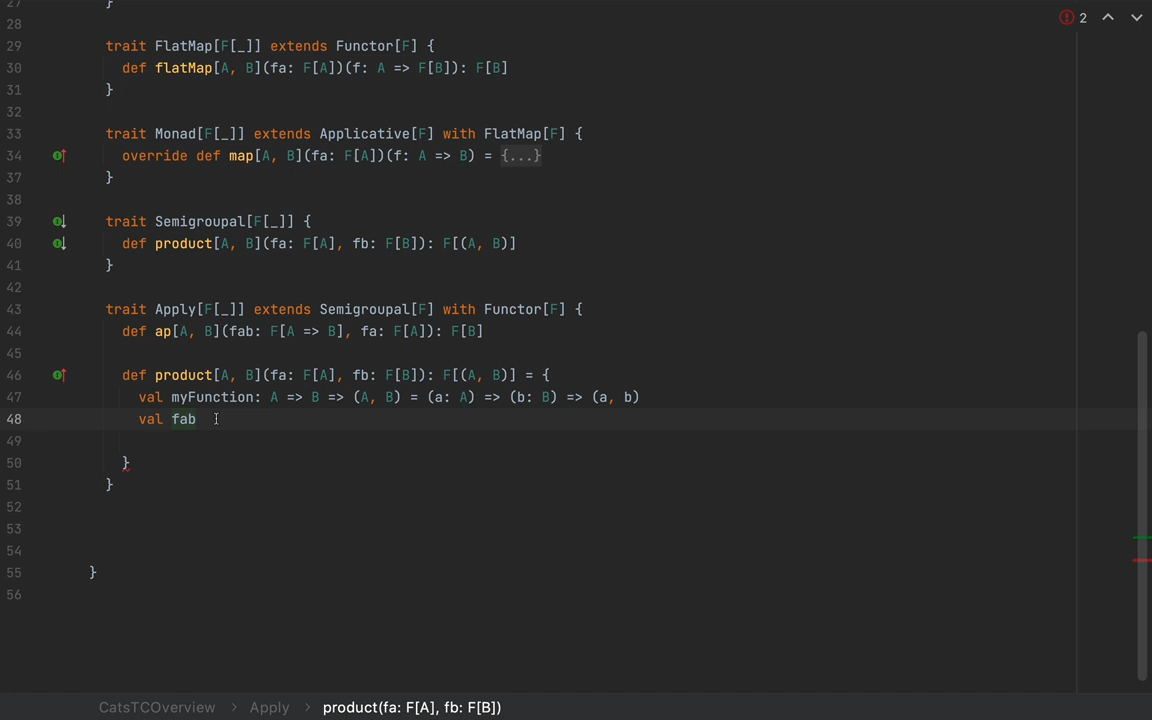 27 }
2
28
29 trait FlatMap[F[_]] extends Functor[F] {
30 def flatMap[A, B](fa: F[A])(f: A => F[B]): F[B]
31 }
32
33 trait Monad[F[_]] extends Applicative[F] with FlatMap[F] {
34 override def map[A, B](fa: F[A])(f: A => B) = {...}
37 }
38
39 trait Semigroupal[F[_]] {
40 def product[A, B](fa: F[A], fb: F[B]): F[(A, B)]
41 }
42
43 trait Apply[F[_]] extends Semigroupal[F] with Functor[F] {
44 def ap[A, B](fab: F[A => B], fa: F[A]): F[B]
45
46 def product[A, B](fa: F[A], fb: F[B]): F[(A, B)] = {
47 val myFunction: A => B => (A, B) = (a: A) => (b: B) => (a, b)
48 val fab
49
50 }
51 }
52
53
54
55 }
56
CatsTCOverview > Apply > product(fa: F[A], fb: F[B])